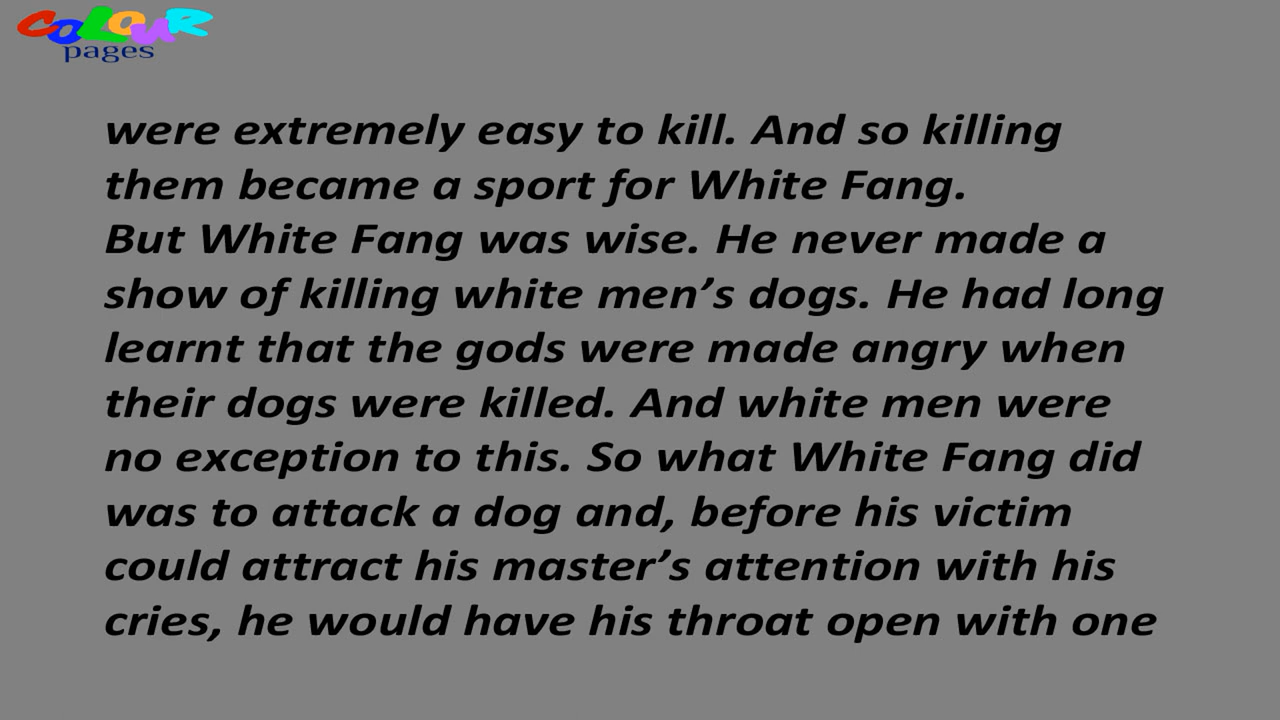 COLOUR
pages
were extremely easy to kill. And so killing
them became a sport for White Fang.
But White Fang was wise. He never made a
show of killing white men’s dogs. He had long
learnt that the gods were made angry when
their dogs were killed. And white men were
no exception to this. So what White Fang did
was to attack a dog and, before his victim
could attract his master’s attention with his
cries, he would have his throat open with one